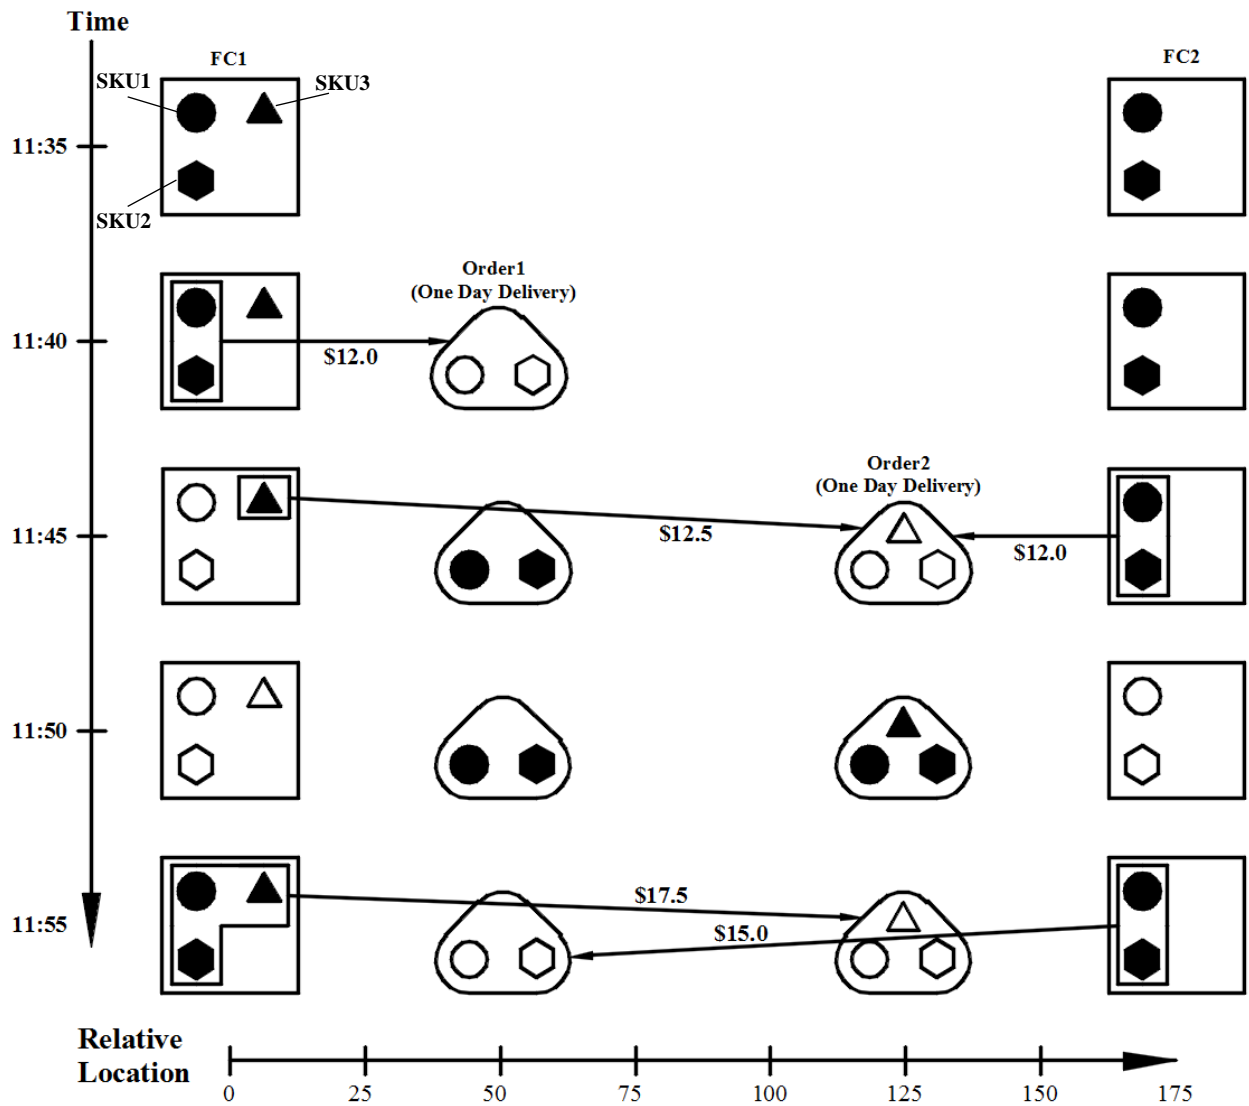 Time
FC1
FC2
SKU1
SKU3
11:35
SKU2
Order1
(One Day Delivery)
11:40
$12.0
Order2
(One Day Delivery)
11:45
$12.5
$12.0
11:50
11:55
$17.5
$15.0
Relative
Location
0
25
50
75
100
125
150
175